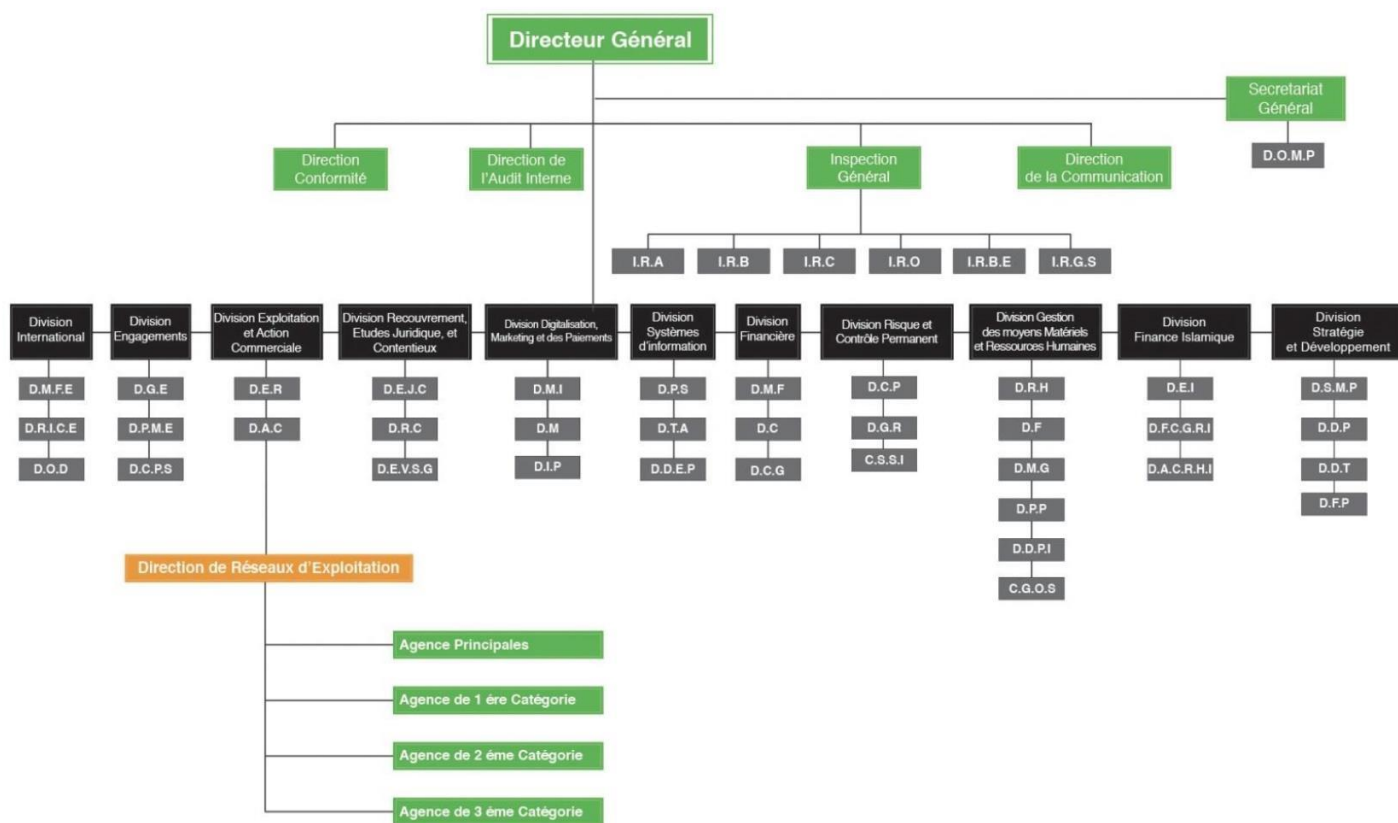 Directeur Général
Secretariat
Général
D.O.M.P
Direction
Conformité
Direction de
l'Audit Interne
Inspection
Général
Direction
de la Communication
I.R.A
I.R.B
I.R.C
I.R.O
I.R.B.E
I.R.G.S
Division
International
Division
Engagements
Division Exploitation
et Action
Commerciale
Division Recouvrement,
Etudes Juridique, et
Contentieux
Division Digitalisation,
Marketing et des Paiements
Division
Systèmes
d'information
Division
Financière
Division Risque et
Contrôle Permanent
Division Gestion
des moyens Matériels
et Ressources Humaines
Division
Finance Islamique
Division
Stratégie
et Développement
D.M.F.E
D.R.I.C.E
D.O.D
D.G.E
D.P.M.E
D.C.P.S
D.E.R
D.A.C
D.E.J.C
D.R.C
D.E.V.S.G
D.M.I
D.M
D.I.P
D.P.S
D.T.A
D.D.E.P
D.M.F
D.C
D.C.G
D.C.P
D.G.R
C.S.S.I
D.R.H
D.F
D.M.G
D.P.P
D.D.P.I
C.G.O.S
D.E.I
D.F.C.G.R.I
D.A.C.R.H.I
D.S.M.P
D.D.P
D.D.T
D.F.P
Direction de Réseaux d'Exploitation
Agence Principales
Agence de 1 ére Catégorie
Agence de 2 éme Catégorie
Agence de 3 éme Catégorie